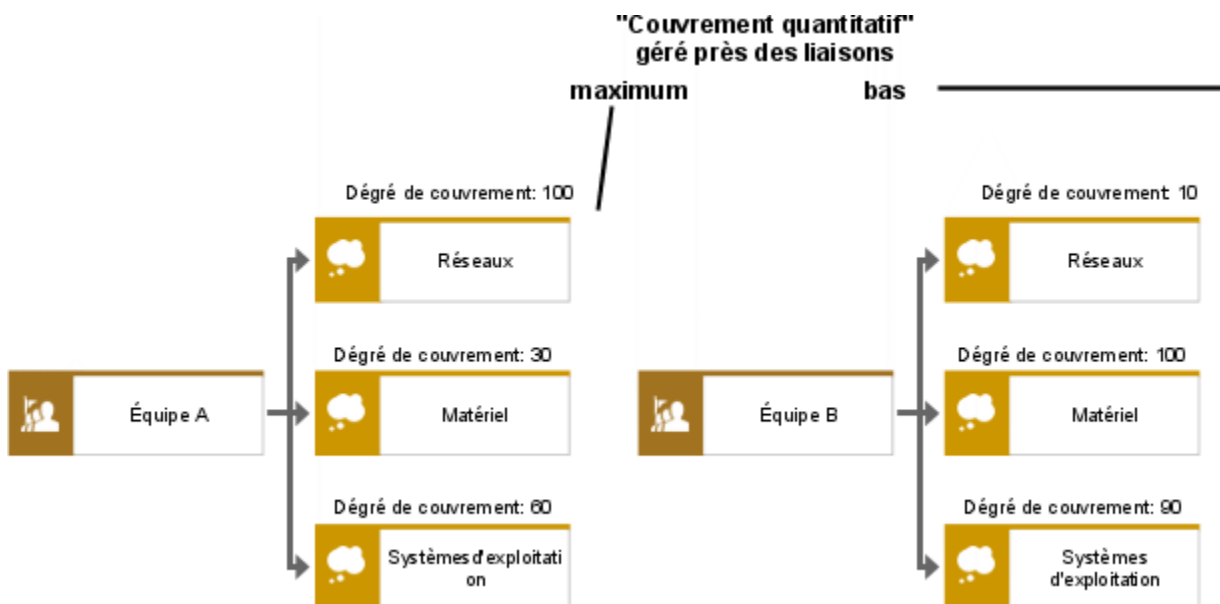 "Couvrement quantitatif"
géré près des liaisons
maximum
bas
Dégré de couvrement: 100
Réseaux
Dégré de couvrement: 30
Équipe A
Matériel
Dégré de couvrement: 60
Systèmes d'exploitati
on
Dégré de couvrement 10
Réseaux
Dégré de couvrement: 100
Équipe B
Matériel
Dégré de couvrement: 90
Systèmes
d'exploitation